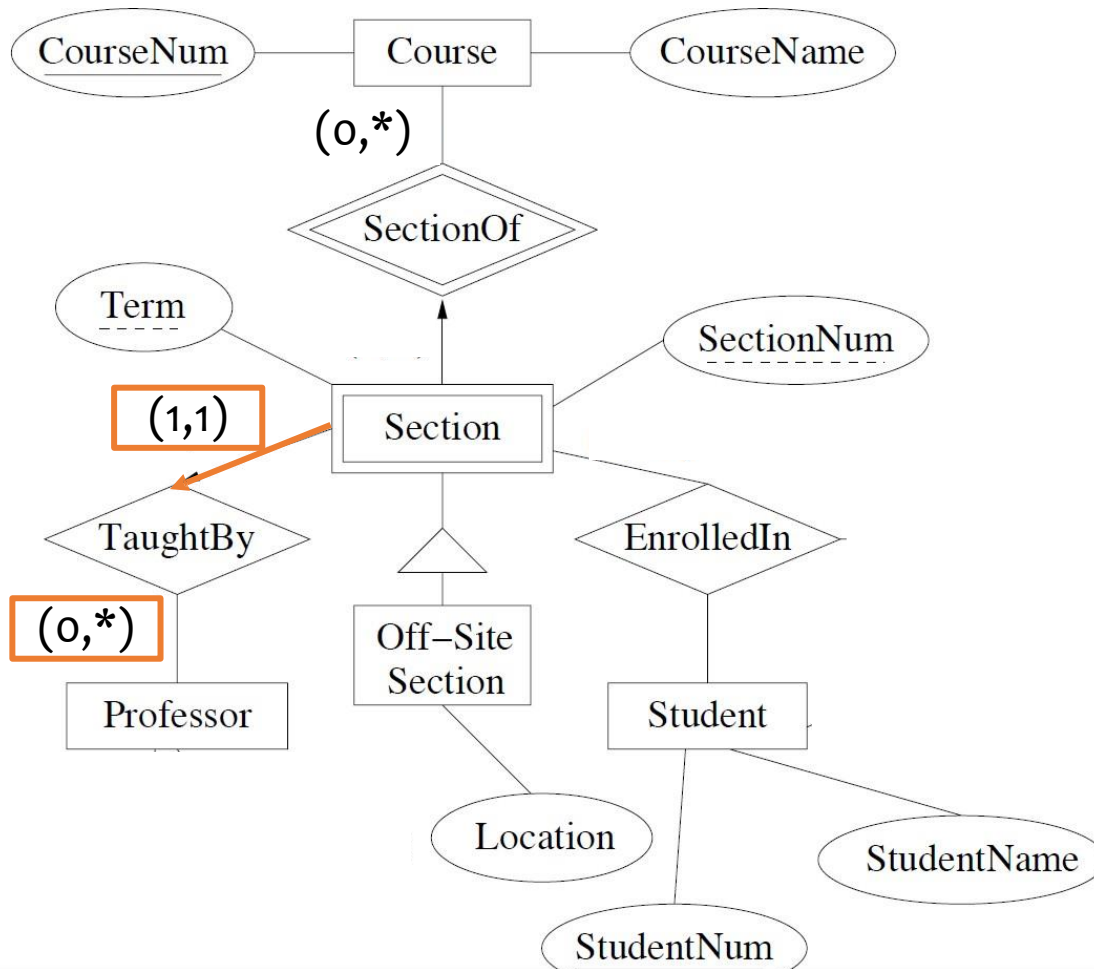 CourseNum
Course
CourseName
(0,*)
SectionOf
Term
SectionNum
(1,1)
Section
TaughtBy
EnrolledIn
(0,*)
Off-Site
Section
Professor
Student
Location
StudentName
StudentNum